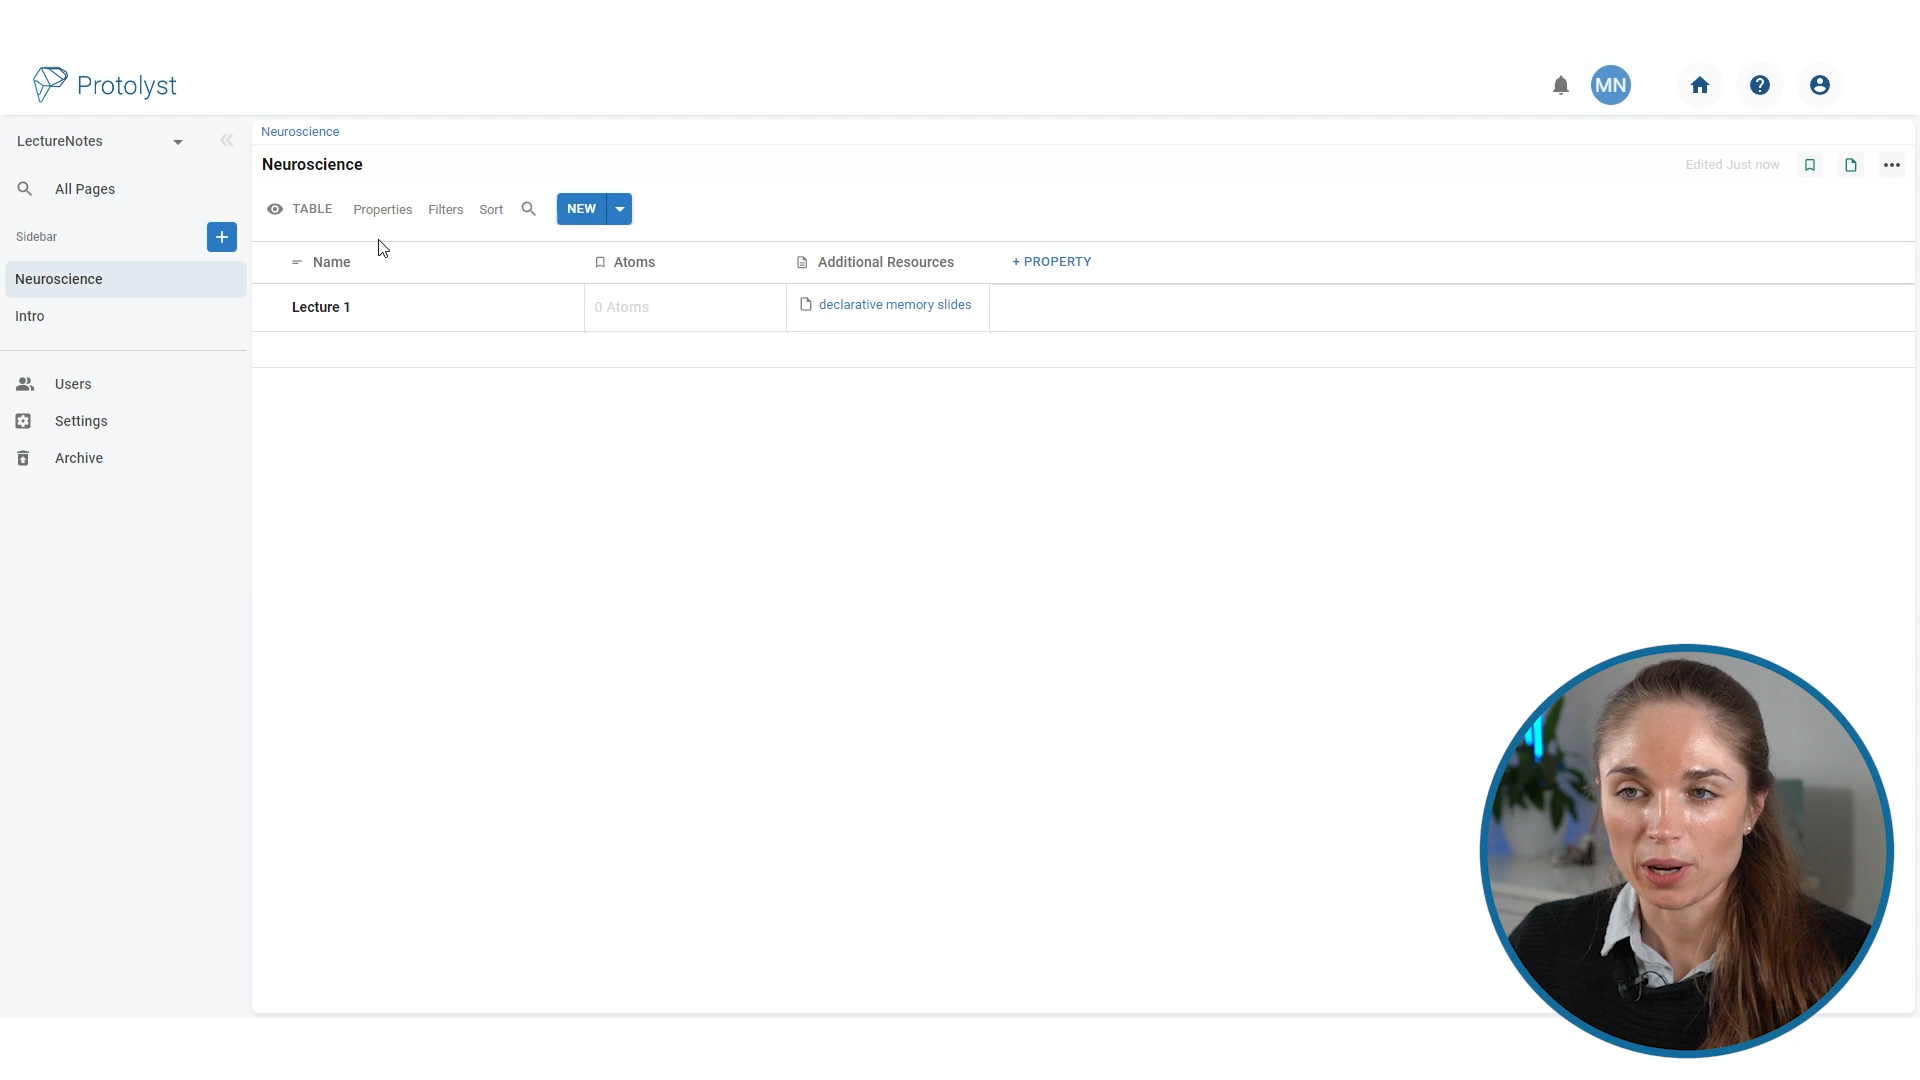 Protolyst
MN
LectureNotes
All Pages
Sidebar
Neuroscience
Intro
Users
Settings
Archive
Neuroscience
Neuroscience
Edited Just now
TABLE Properties Filters Sort NEW
Name Atoms Additional Resources + PROPERTY
Lecture 1 0 Atoms declarative memory slides